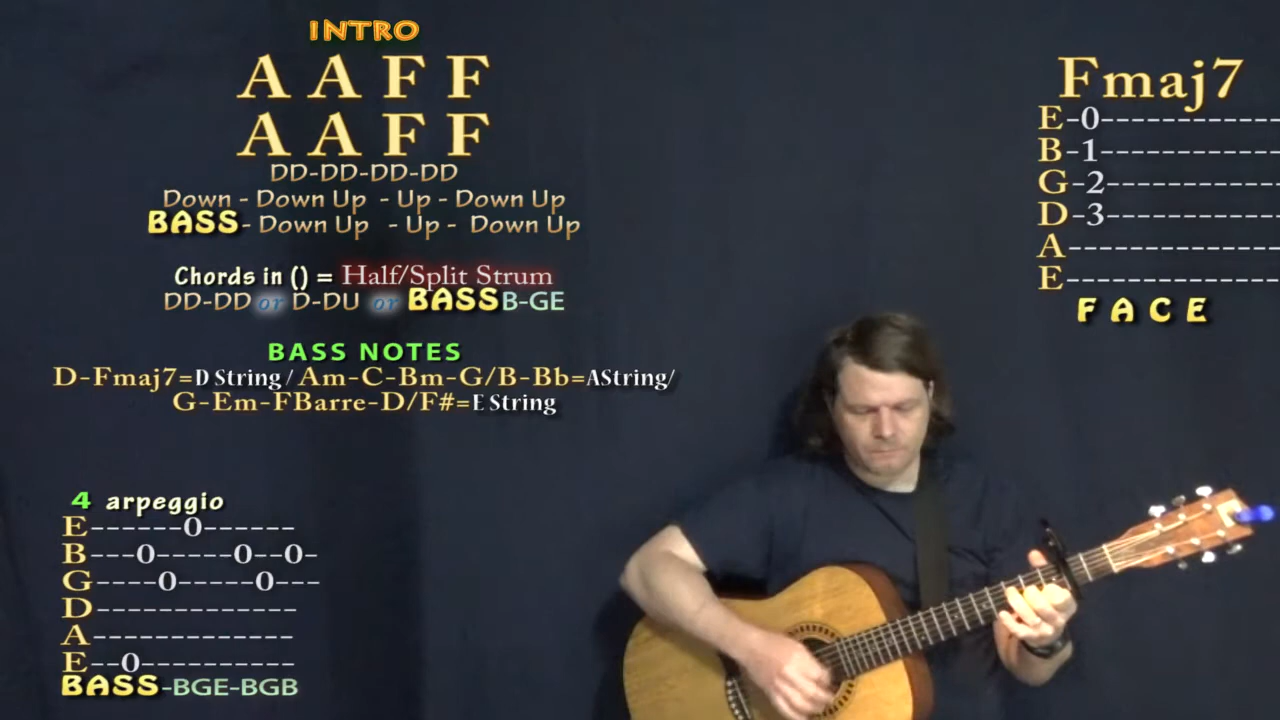 INTRO
A A F F
A A F F
DD-DD-DD-DD
Down - Down Up - Up - Down Up
BASS - Down Up - Up - Down Up
Chords in () = Half/Split Strum
DD-DD or D-DU or BASS B-GE
BASS NOTES
D-Fmaj7=D String / Am-C-Bm-G/B-Bb=AString/
G-Em-FBarre-D/F#=E String
4 arpeggio
E------0------
B---0-----0--0-
G----0-----0---
D-------------
A-------------
E--0----------
BASS-BGE-BGB
Fmaj7
E-0------------
B-1------------
G-2------------
D-3------------
A--------------
E--------------
F A C E